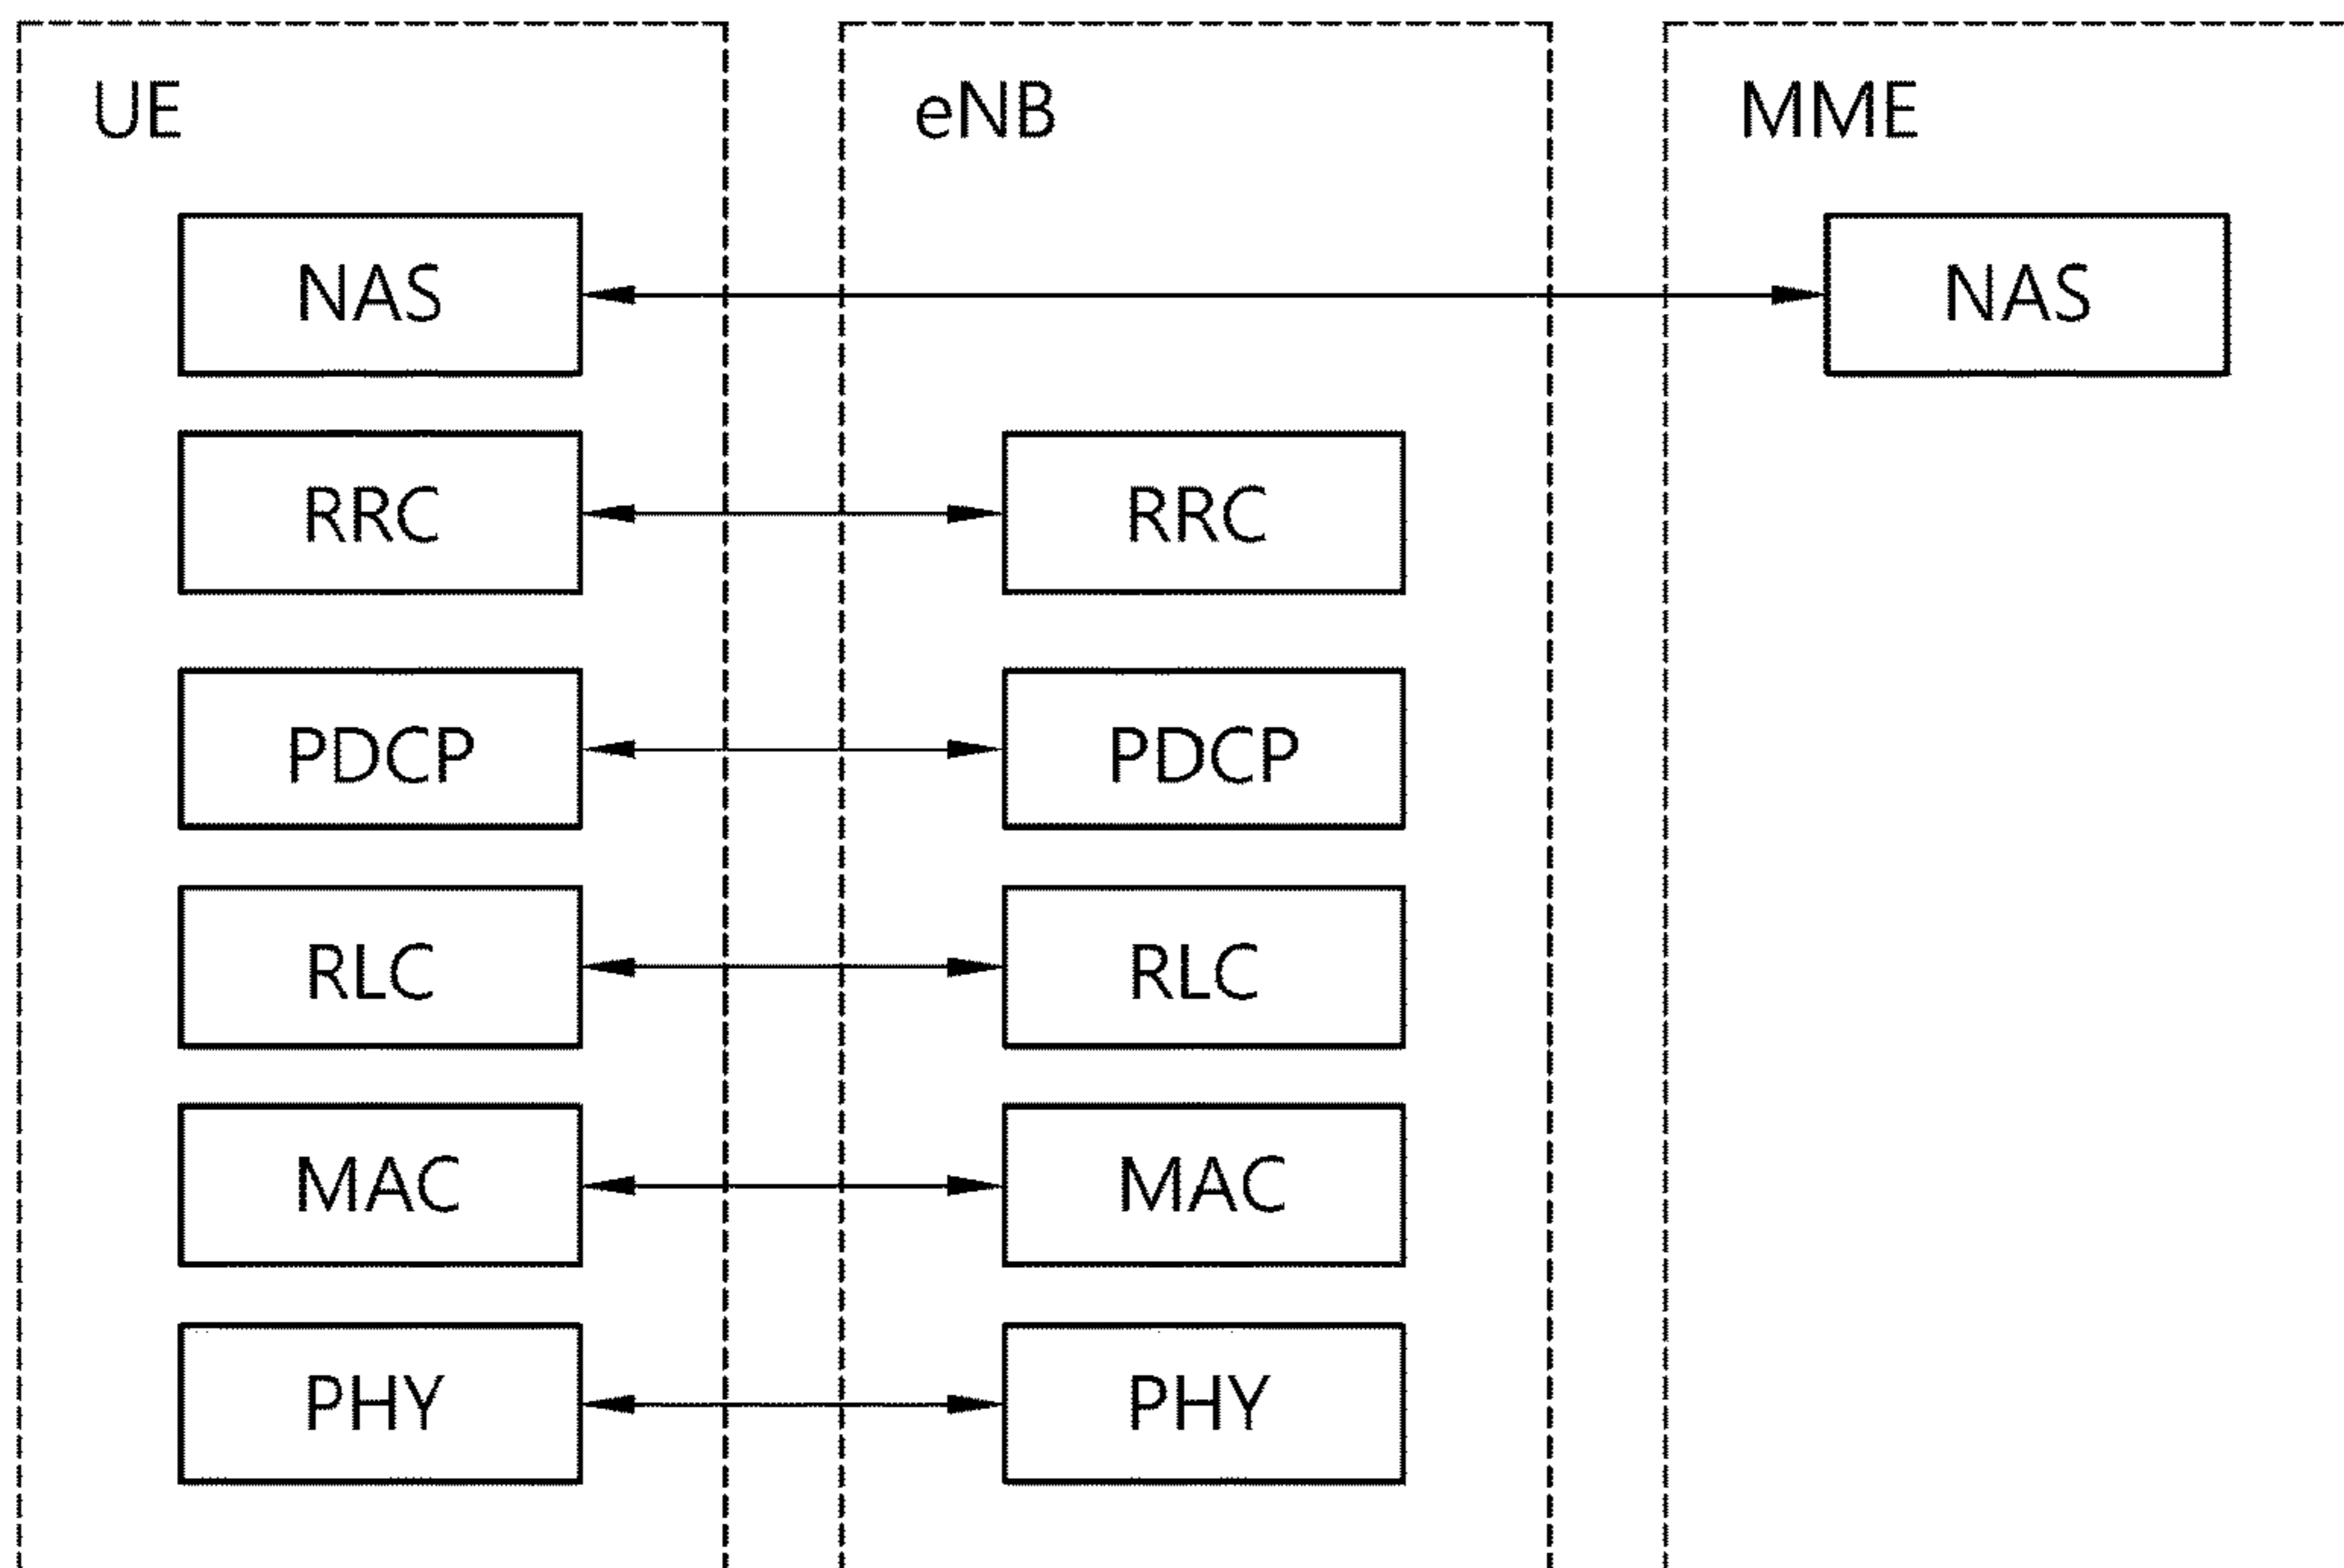 UE eNB MME
NAS NAS
RRC RRC
PDCP PDCP
RLC RLC
MAC MAC
PHY PHY